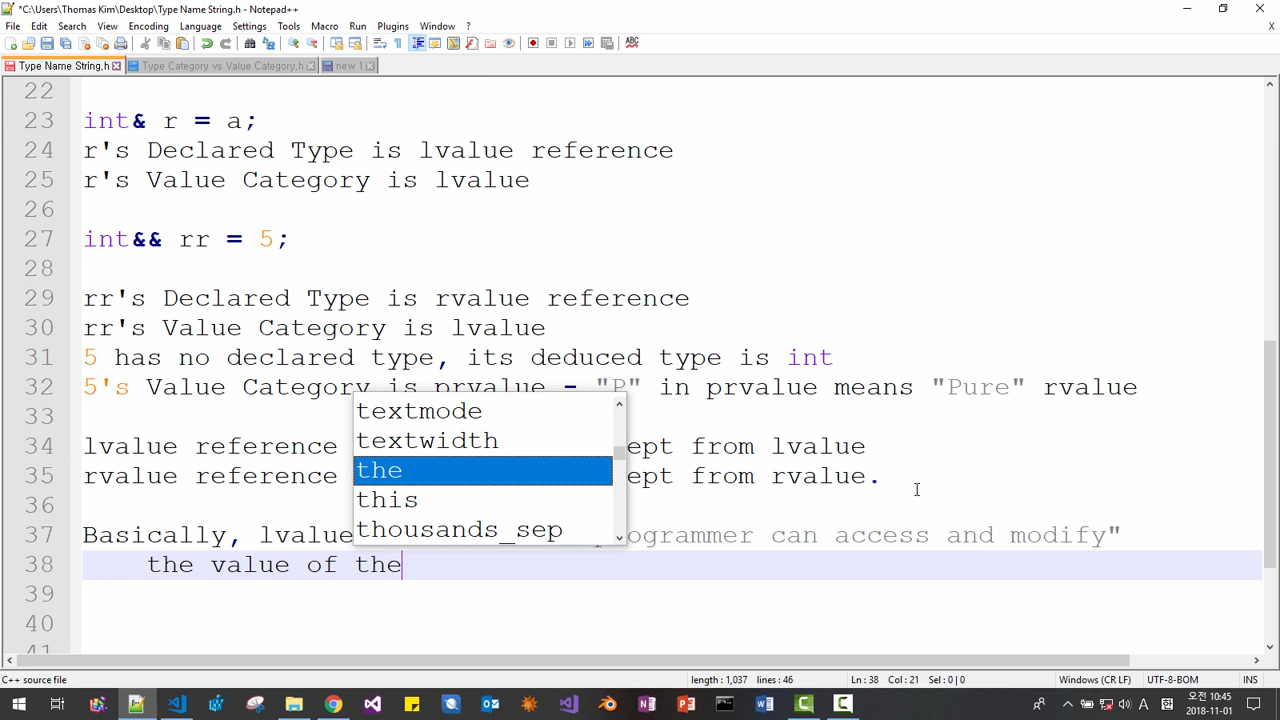 *C:\Users\Thomas Kim\Desktop\Type Name String.h - Notepad++
File Edit Search View Encoding Language Settings Tools Macro Run Plugins Window ?
X
Type Name String.h Type Category vs Value Category.h new 1
22
23 int& r = a;
24 r's Declared Type is lvalue reference
25 r's Value Category is lvalue
26
27 int&& rr = 5;
28
29 rr's Declared Type is rvalue reference
30 rr's Value Category is lvalue
31 5 has no declared type, its deduced type is int
32 5's Value Category is prvalue - "P" in prvalue means "Pure" rvalue
33
34 lvalue reference ept from lvalue
35 rvalue reference ept from rvalue.
36
37 Basically, lvalue programmer can access and modify"
38 the value of the
39
40
41
textmode
textwidth
the
this
thousands_sep
C++ source file length : 1,037 lines : 46 Ln : 38 Col : 21 Sel : 0 | 0 Windows (CR LF) UTF-8-BOM INS
A 오전 10:45
2018-11-01